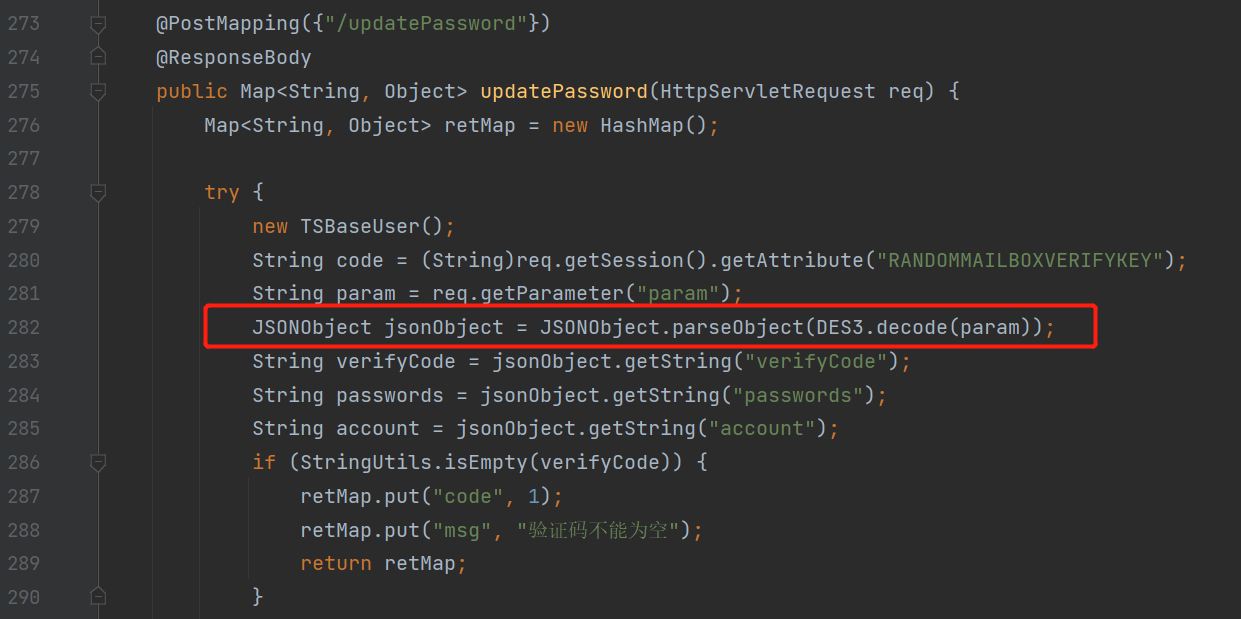 273 @PostMapping({"/updatePassword"})
274 @ResponseBody
275 public Map<String, Object> updatePassword(HttpServletRequest req) {
276 Map<String, Object> retMap = new HashMap();
277
278 try {
279 new TSBaseUser();
280 String code = (String)req.getSession().getAttribute("RANDOMMAILBOXVERIFYKEY");
281 String param = req.getParameter("param");
282 JSONObject jsonObject = JSONObject.parseObject(DES3.decode(param));
283 String verifyCode = jsonObject.getString("verifyCode");
284 String passwords = jsonObject.getString("passwords");
285 String account = jsonObject.getString("account");
286 if (StringUtils.isEmpty(verifyCode)) {
287 retMap.put("code", 1);
288 retMap.put("msg", "验证码不能为空");
289 return retMap;
290 }